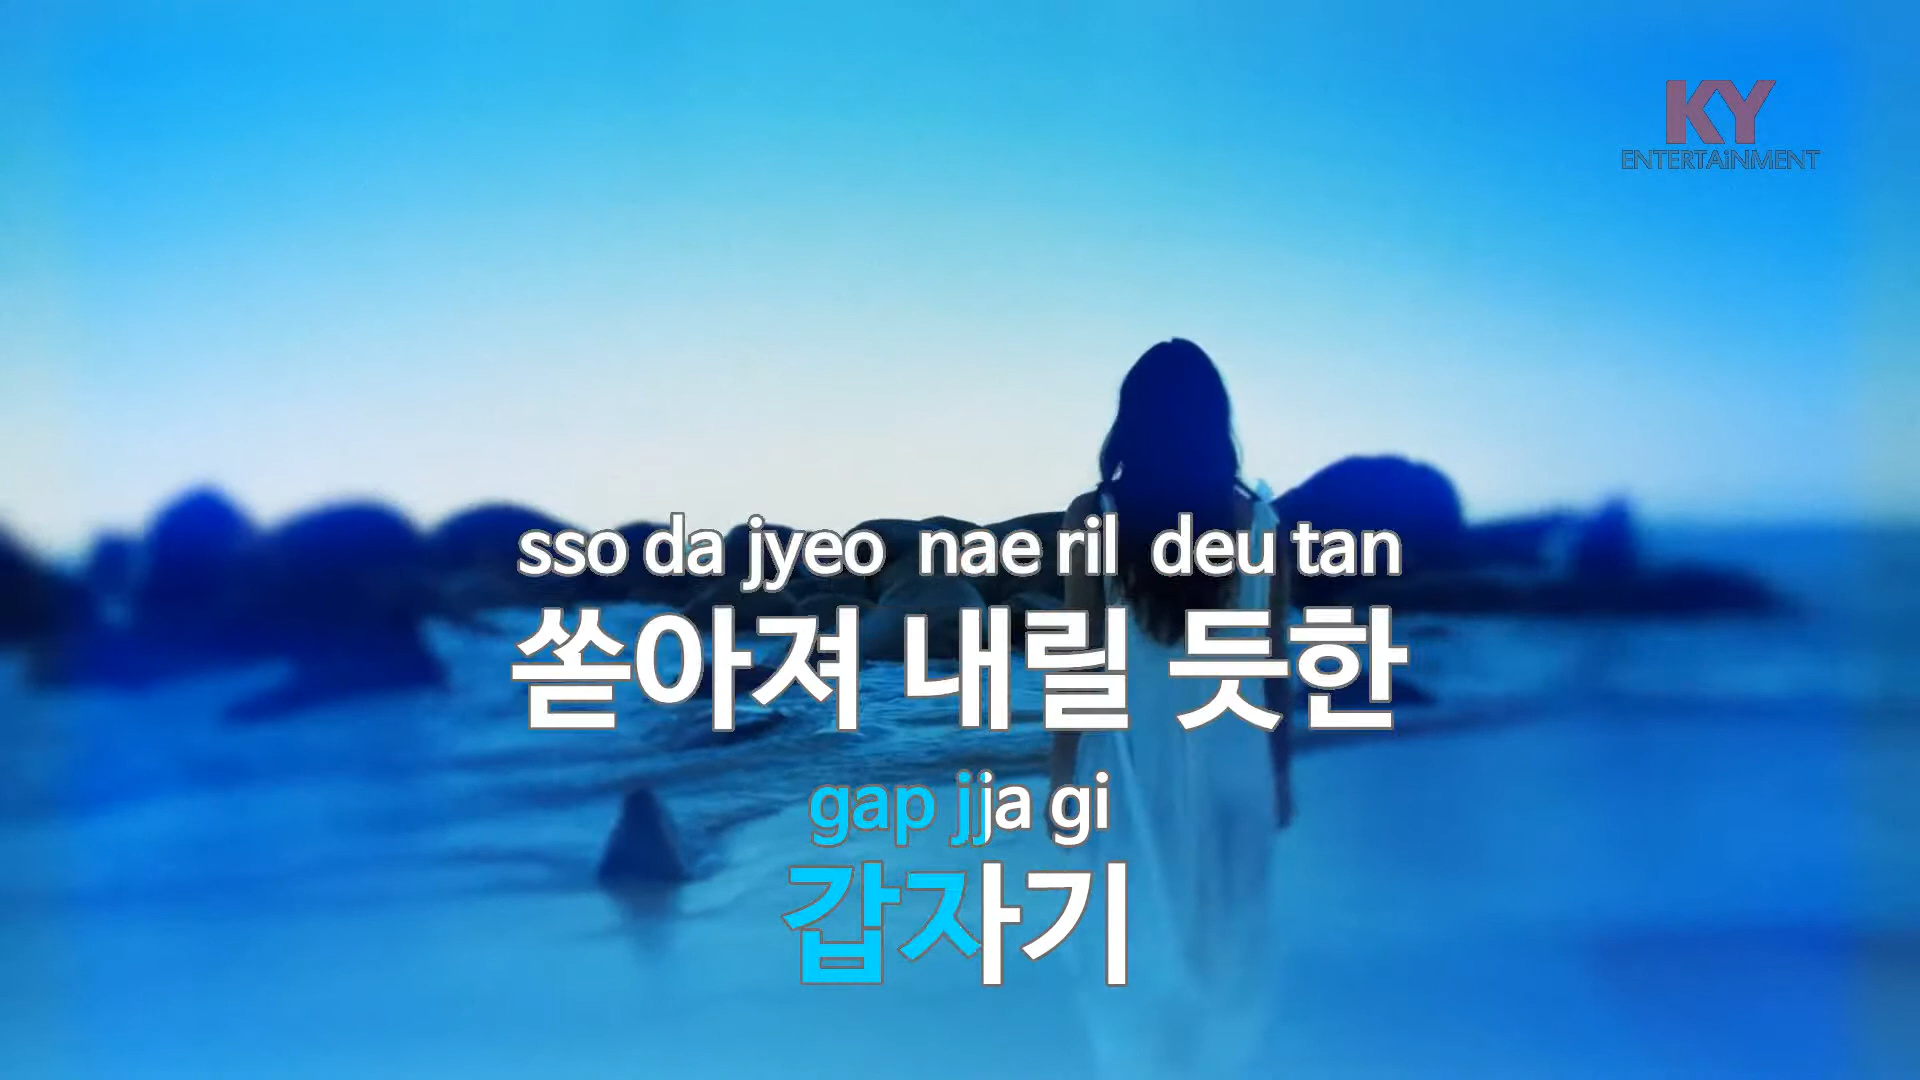 KY
ENTERTAiNMENT
sso da jyeo nae ril deu tan
쏟아져 내릴 듯한
gap jja gi
갑자기